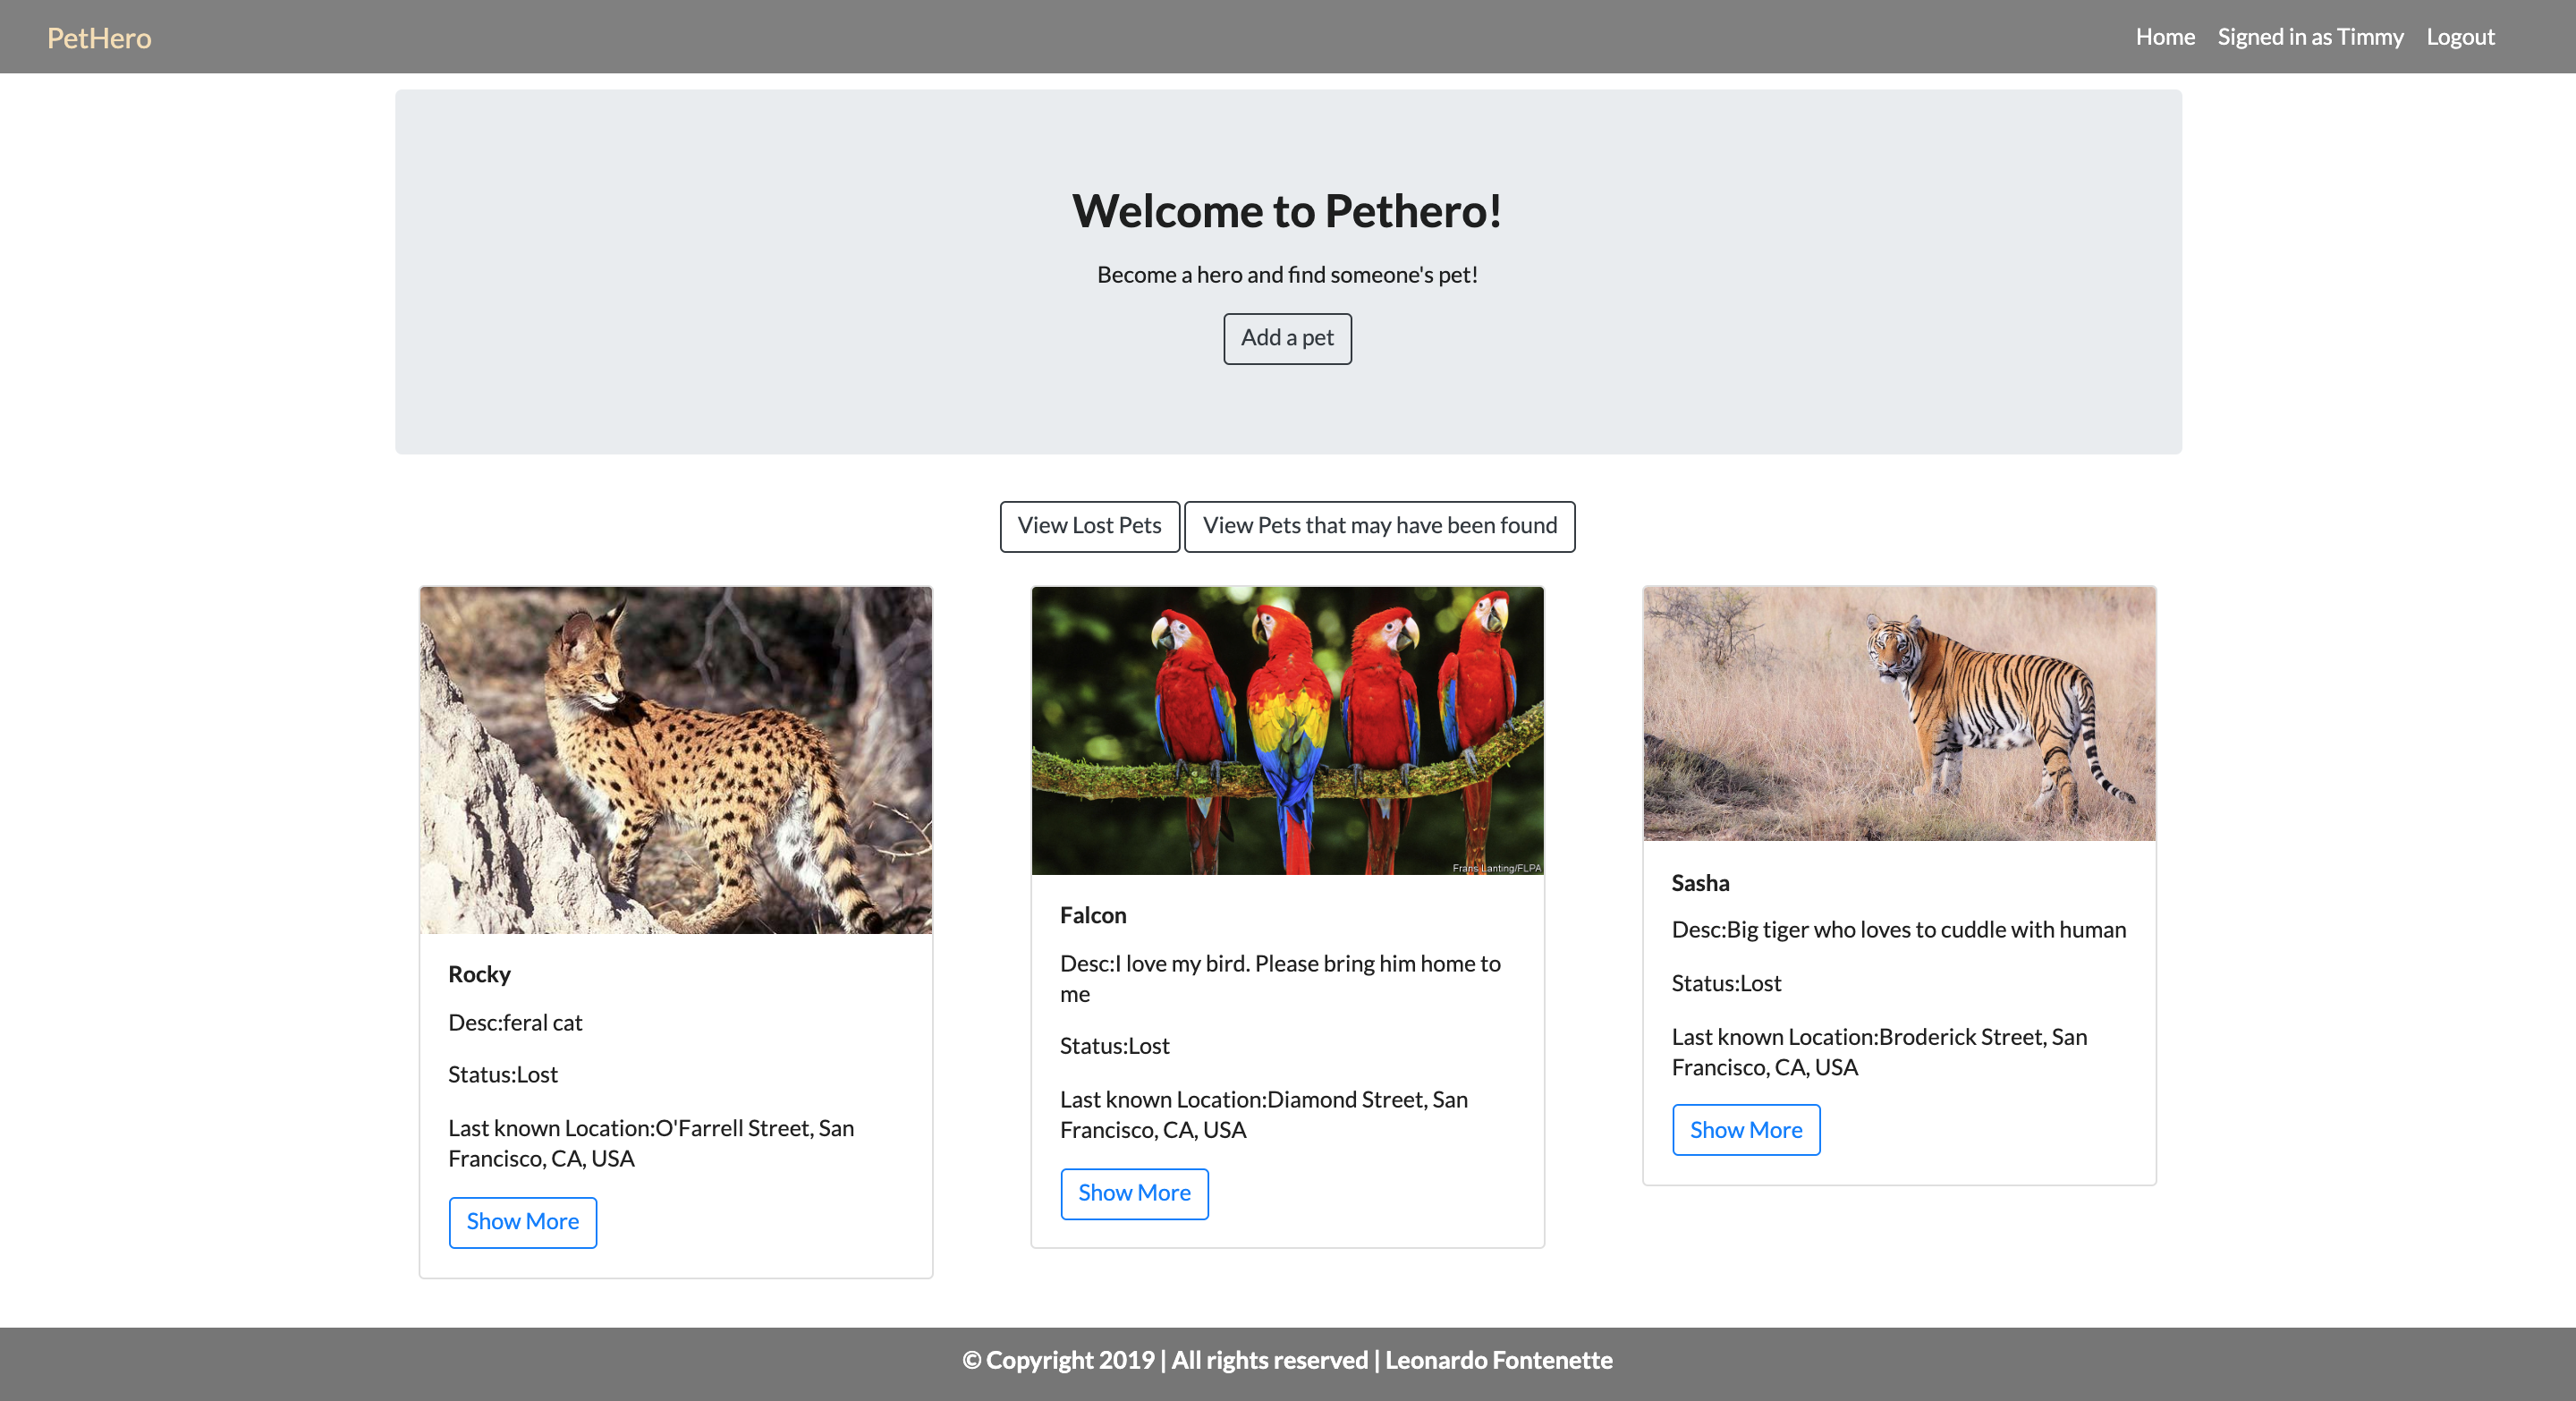 PetHero
Home Signed in as Timmy Logout
Welcome to Pethero!
Become a hero and find someone's pet!
Add a pet
View Lost Pets View Pets that may have been found
Rocky
Desc:feral cat
Status:Lost
Last known Location:O'Farrell Street, San
Francisco, CA, USA
Show More
Frans Lanting/FLPA
Falcon
Desc:I love my bird. Please bring him home to
me
Status:Lost
Last known Location:Diamond Street, San
Francisco, CA, USA
Show More
Sasha
Desc:Big tiger who loves to cuddle with human
Status:Lost
Last known Location:Broderick Street, San
Francisco, CA, USA
Show More
© Copyright 2019 | All rights reserved | Leonardo Fontenette